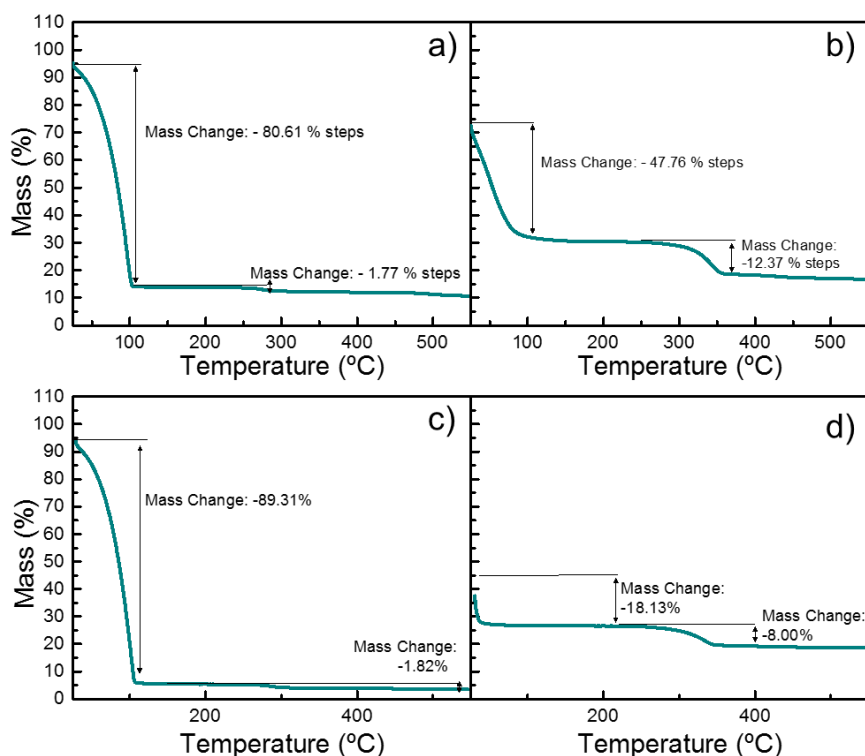 a)
110
100
90
80
70
60
50
40
30
20
10
0
Mass (%)
Mass Change: - 80.61 % steps
Mass Change: - 1.77 % steps
100
200
300
400
500
Temperature (ºC)
b)
Mass Change: - 47.76 % steps
Mass Change:
-12.37 % steps
100
200
300
400
500
Temperature (ºC)
c)
110
100
90
80
70
60
50
40
30
20
10
0
Mass (%)
Mass Change: -89.31%
Mass Change:
-1.82%
200
400
Temperature (ºC)
d)
Mass Change:
-18.13%
Mass Change:
-8.00%
200
400
Temperature (ºC)